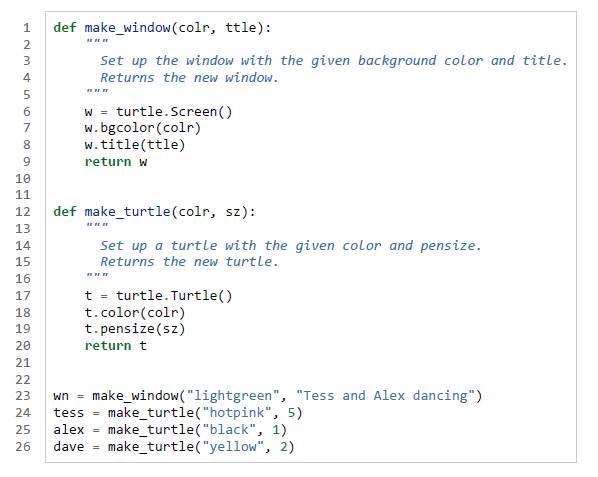 1 def make_window(colr, ttle):
2     """
3       Set up the window with the given background color and title.
4       Returns the new window.
5     """
6     w = turtle.Screen()
7     w.bgcolor(colr)
8     w.title(ttle)
9     return w
10
11
12 def make_turtle(colr, sz):
13     """
14       Set up a turtle with the given color and pensize.
15       Returns the new turtle.
16     """
17     t = turtle.Turtle()
18     t.color(colr)
19     t.pensize(sz)
20     return t
21
22
23 wn = make_window("lightgreen", "Tess and Alex dancing")
24 tess = make_turtle("hotpink", 5)
25 alex = make_turtle("black", 1)
26 dave = make_turtle("yellow", 2)